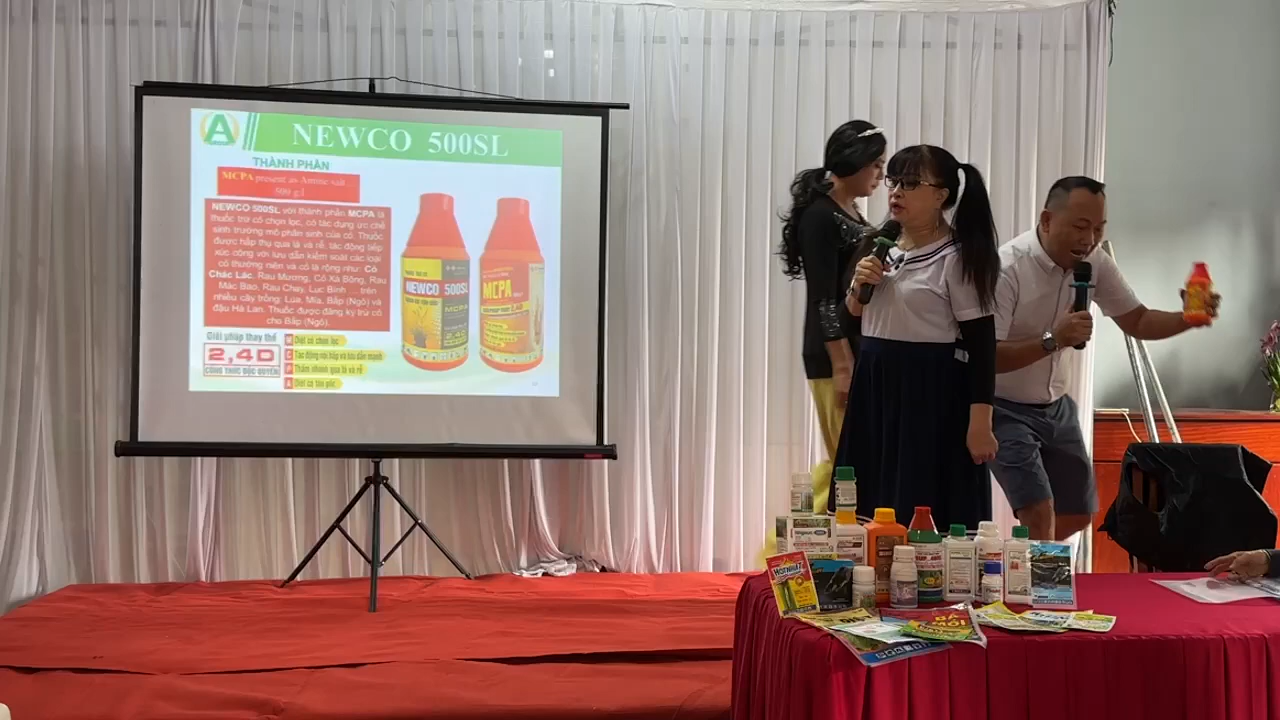 A
GROUP
NEWCO 500SL
THÀNH PHẦN
MCPA present as Amine salt
500 g/l
NEWCO 500SL với thành phần MCPA là
thuốc trừ cỏ chọn lọc, có tác dụng ức chế
sinh trưởng mô phân sinh của cỏ. Thuốc
được hấp thụ qua lá và rễ, tác động tiếp
xúc cộng với lưu dẫn kiểm soát các loại
cỏ thường niên và cỏ lá rộng như: Cỏ
Chác Lác, Rau Mương, Cỏ Xà Bông, Rau
Mác Bao, Rau Chay, Lục Bình ... trên
nhiều cây trồng: Lúa, Mía, Bắp (Ngô) và
đậu Hà Lan. Thuốc được đăng ký trừ cỏ
cho Bắp (Ngô).
Giải pháp thay thế
2,4D
CÔNG THỨC ĐỘC QUYỀN
M Diệt cỏ chọn lọc
C Tác động nội hấp và lưu dẫn mạnh
P Thấm nhanh qua lá và rễ
A Diệt cỏ tận gốc
NEWCO 500SL
MCPA
MCPA
HOTNHAT
ĐÃ
MỐI